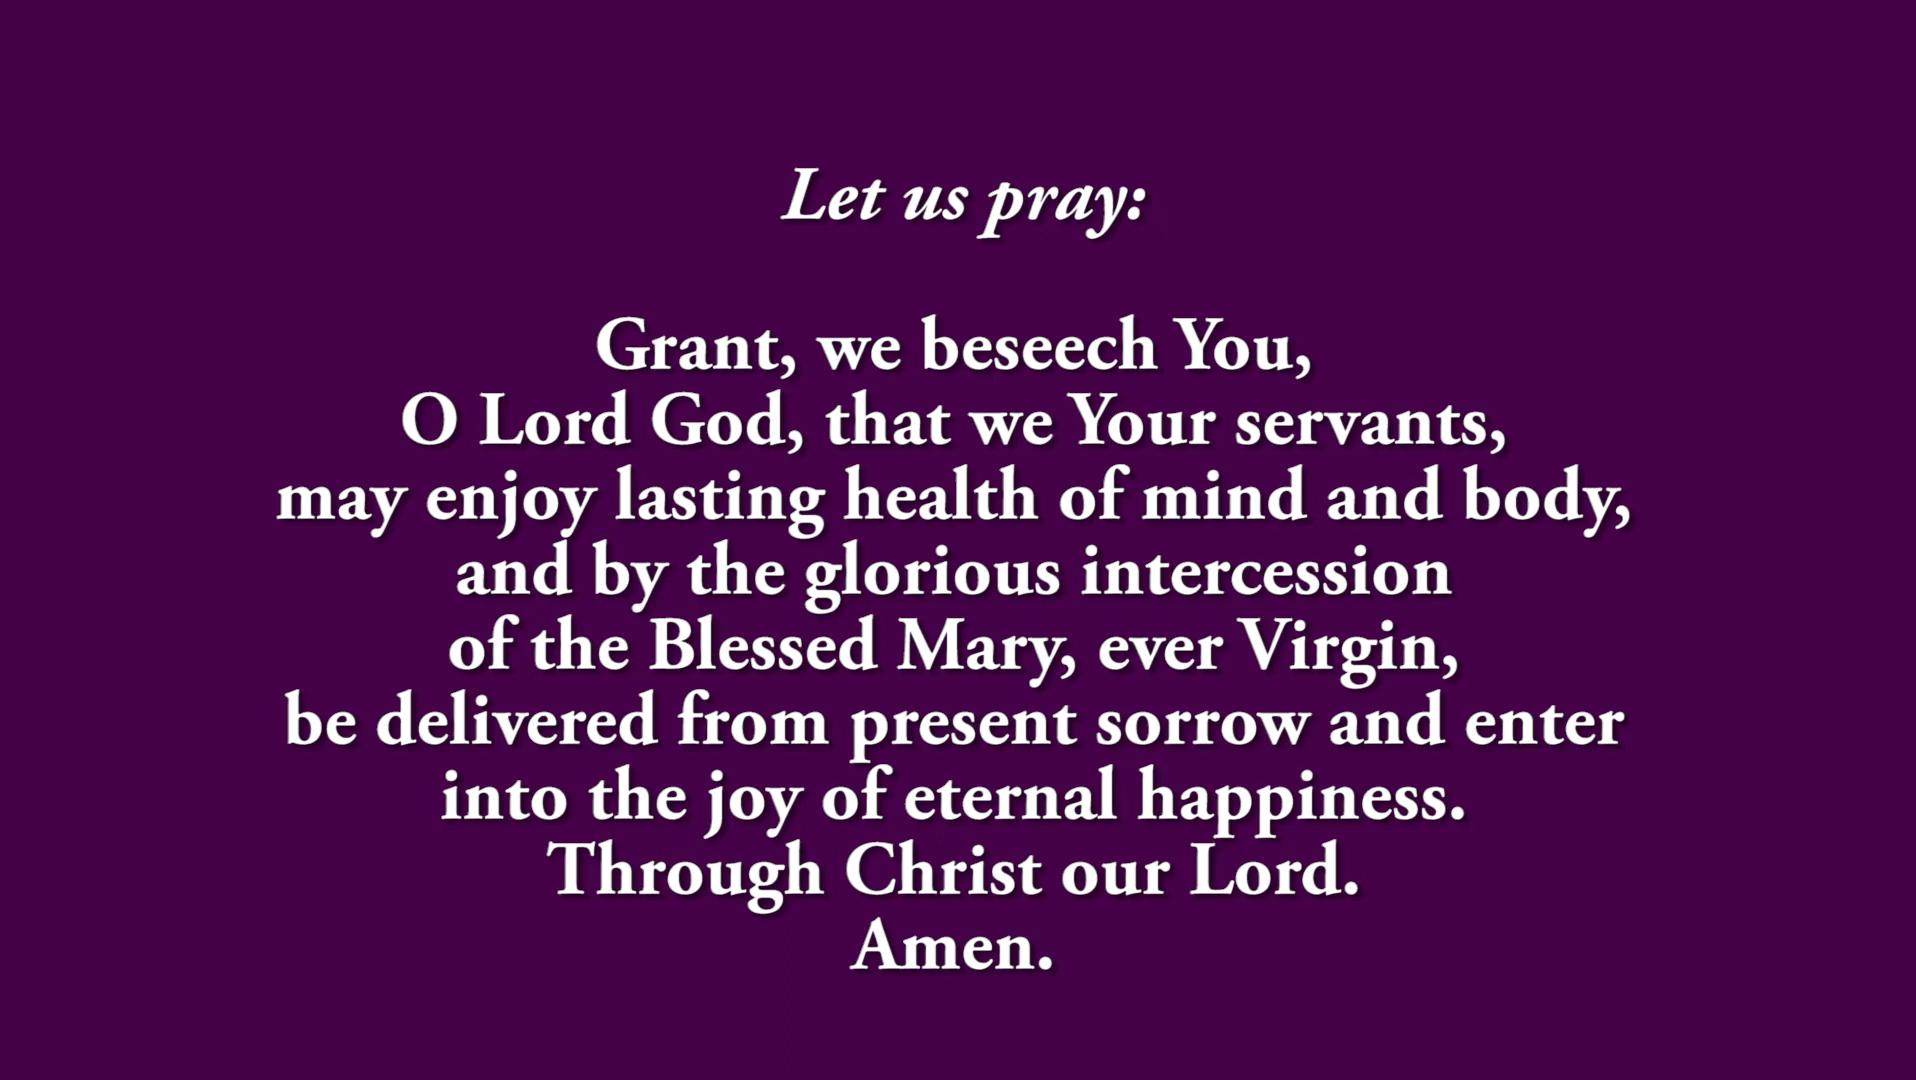 Let us pray:
Grant, we beseech You,
O Lord God, that we Your servants,
may enjoy lasting health of mind and body,
and by the glorious intercession
of the Blessed Mary, ever Virgin,
be delivered from present sorrow and enter
into the joy of eternal happiness.
Through Christ our Lord.
Amen.